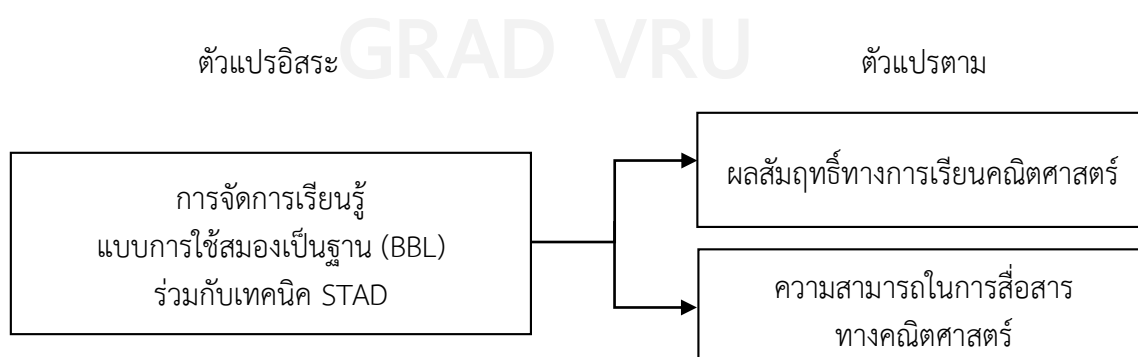 GRAD VRU
ตัวแปรอิสระ
ตัวแปรตาม
การจัดการเรียนรู้
แบบการใช้สมองเป็นฐาน (BBL)
ร่วมกับเทคนิค STAD
ผลสัมฤทธิ์ทางการเรียนคณิตศาสตร์
ความสามารถในการสื่อสาร
ทางคณิตศาสตร์